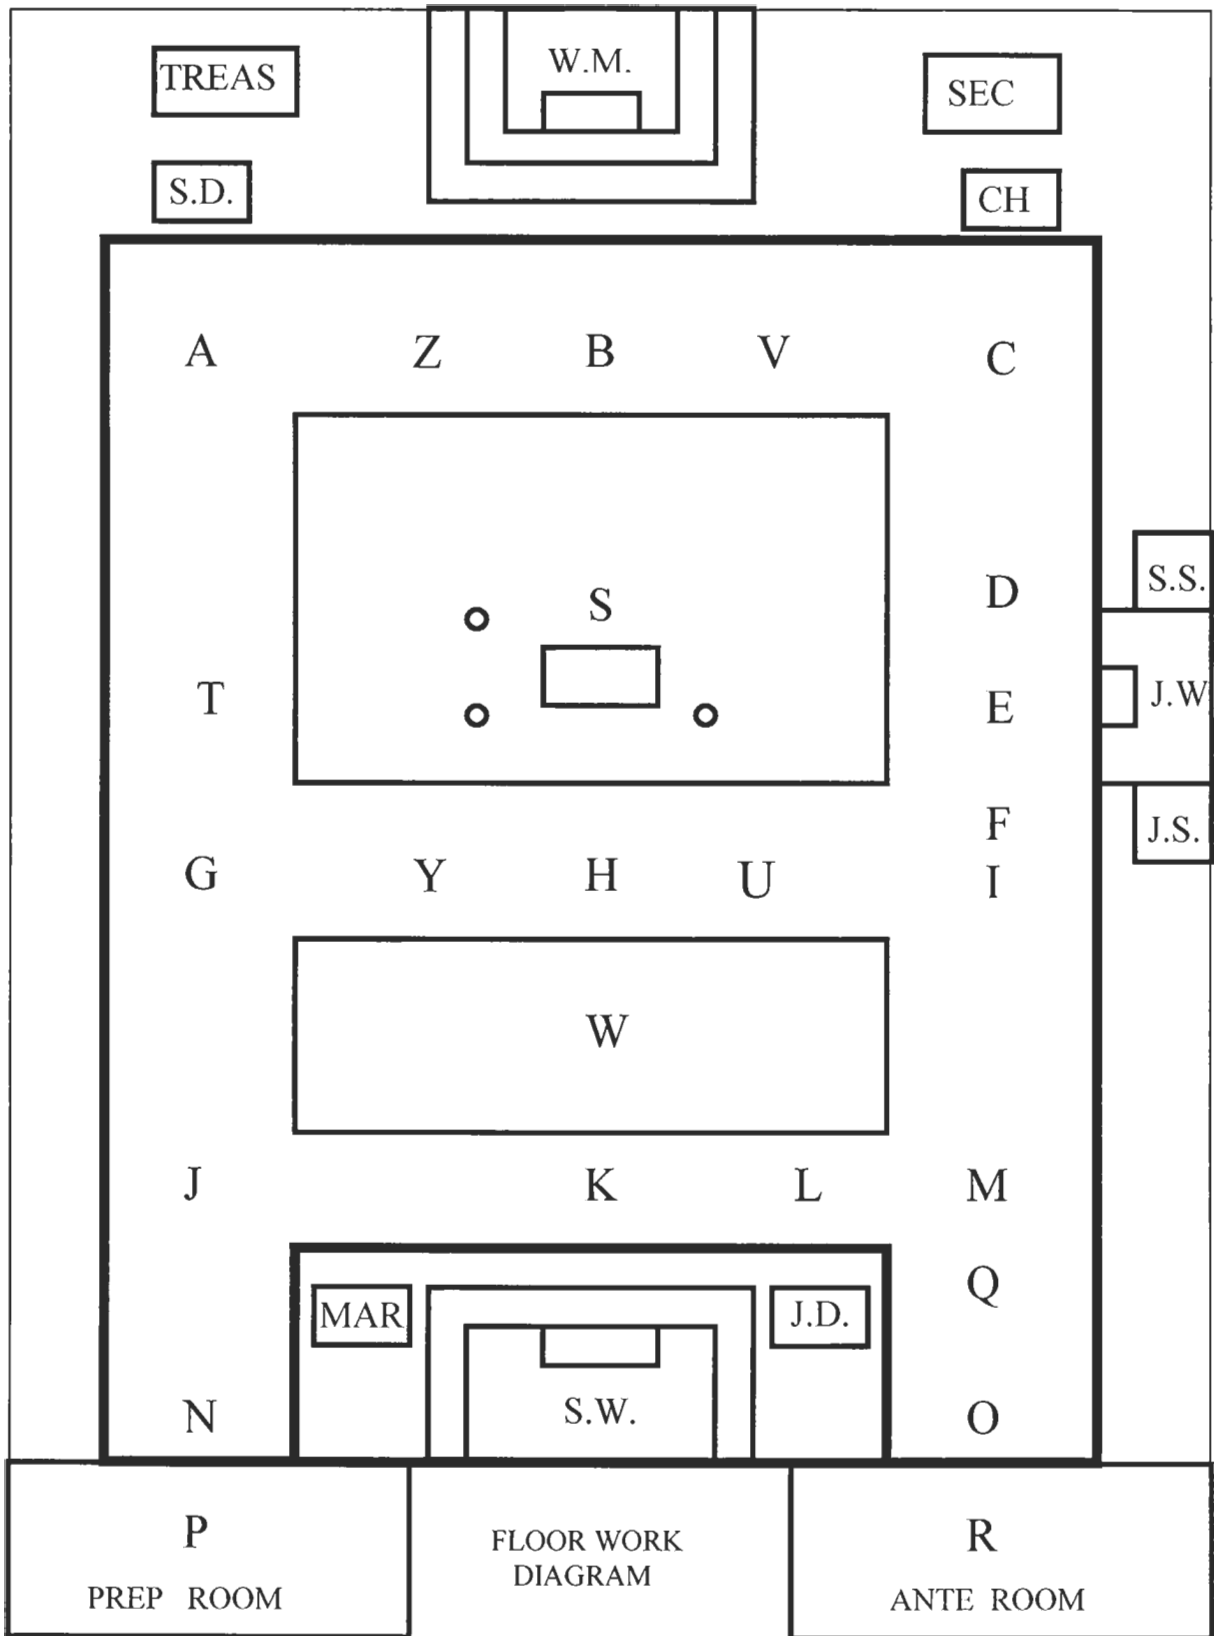 W.M.
TREAS
SEC
S.D.
CH
A Z B V C
S.S.
D
S
J.W
T
E
F
J.S.
G Y H U
I
W
J K L M
Q
MAR
J.D.
S.W.
N
O
P
R
FLOOR WORK
DIAGRAM
PREP ROOM
ANTE ROOM